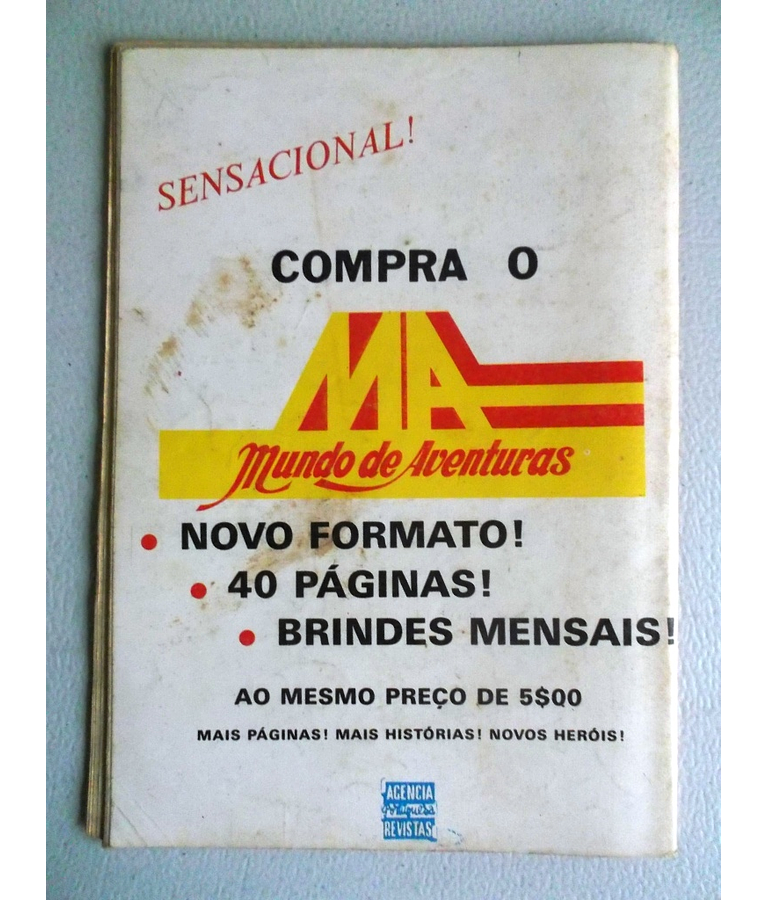 SENSACIONAL!
COMPRA O
MA
Mundo de Aventuras
• NOVO FORMATO!
• 40 PÁGINAS!
• BRINDES MENSAIS!
AO MESMO PREÇO DE 5$00
MAIS PÁGINAS! MAIS HISTÓRIAS! NOVOS HERÓIS!
AGENCIA
portuguesa
REVISTAS